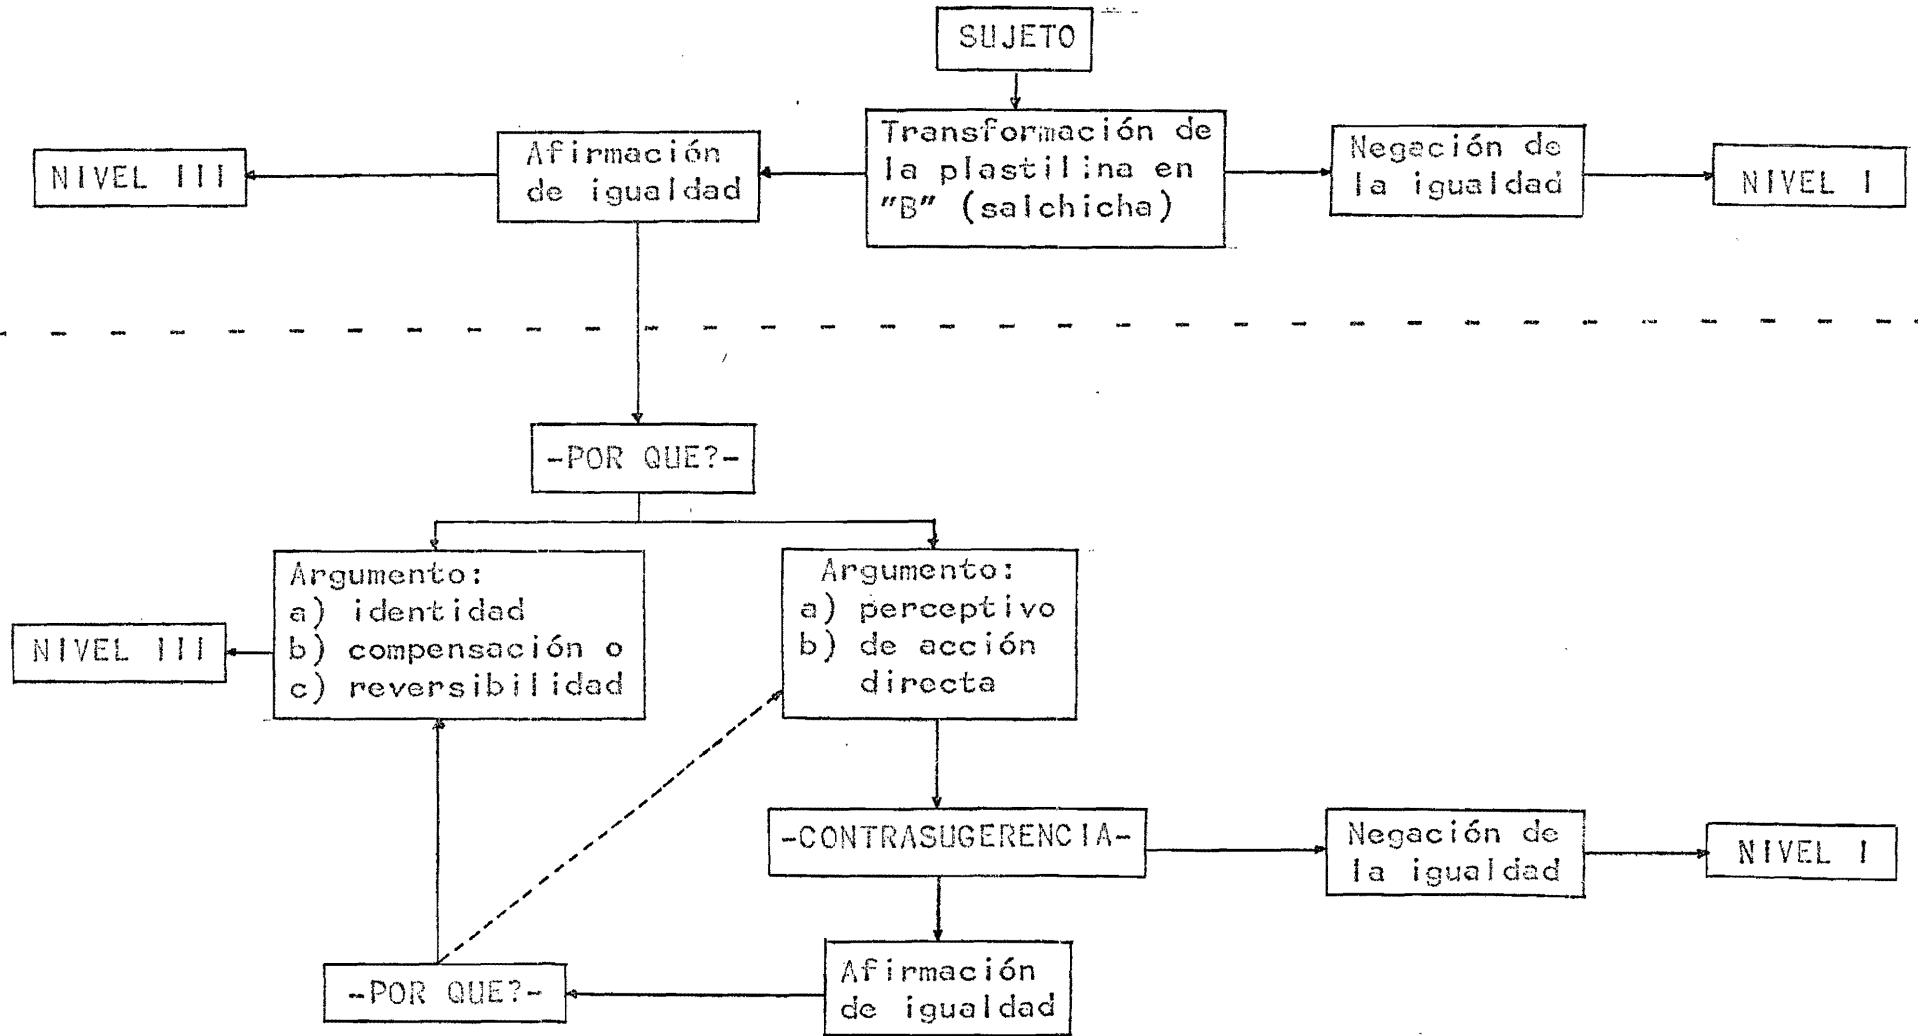 SUJETO
NIVEL III
Afirmación
de igualdad
Transformación de
la plastilina en
"B" (salchicha)
Negación de
la igualdad
NIVEL I
-POR QUE?-
Argumento:
a) identidad
b) compensación o
c) reversibilidad
NIVEL III
Argumento:
a) perceptivo
b) de acción
directa
-CONTRASUGERENCIA-
Negación de
la igualdad
NIVEL I
Afirmación
de igualdad
-POR QUE?-